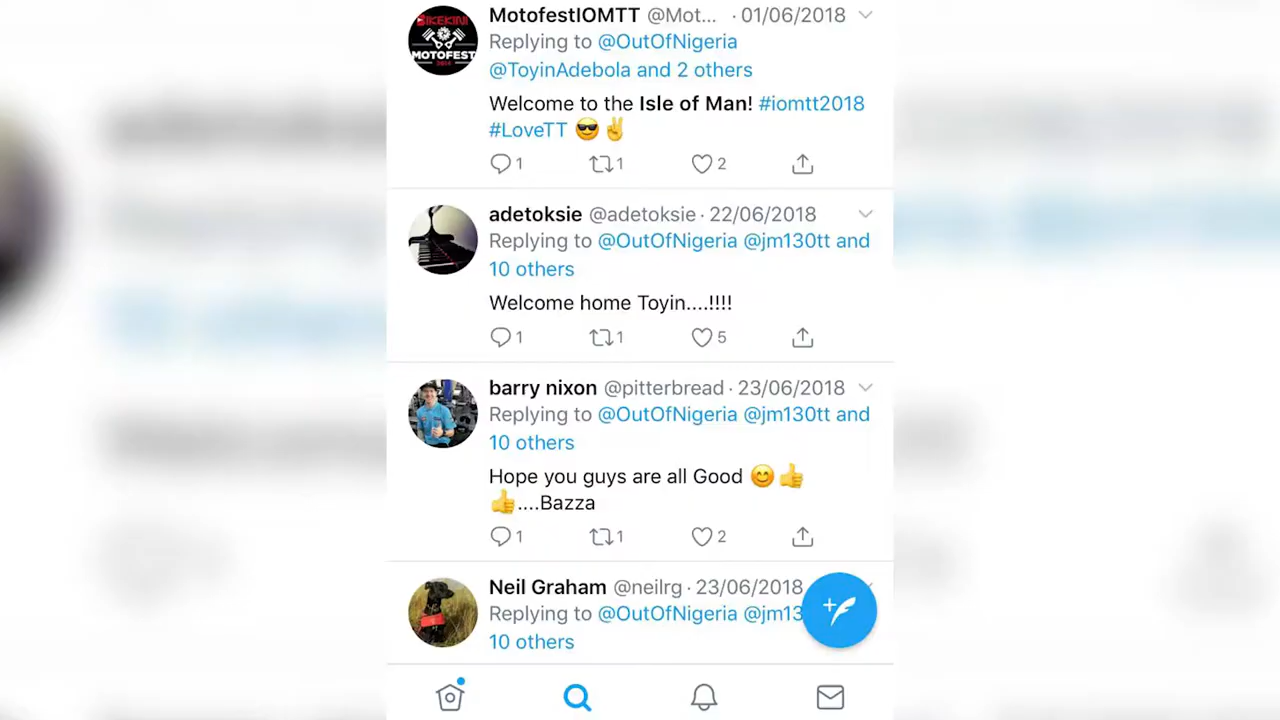 BIKEKINI
MOTOFEST
MotofestIOMTT @Mot... · 01/06/2018
Replying to @OutOfNigeria
@ToyinAdebola and 2 others
Welcome to the Isle of Man! #iomtt2018
#LoveTT 😎✌️
1 1 2
adetoksie @adetoksie · 22/06/2018
Replying to @OutOfNigeria @jm130tt and
10 others
Welcome home Toyin....!!!!
1 1 5
barry nixon @pitterbread · 23/06/2018
Replying to @OutOfNigeria @jm130tt and
10 others
Hope you guys are all Good 😊👍
👍....Bazza
1 1 2
Neil Graham @neilrg · 23/06/2018
Replying to @OutOfNigeria @jm13
10 others